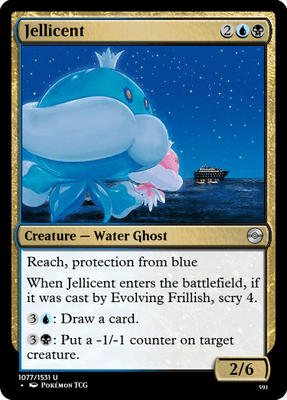 Jellicent 2
Creature — Water Ghost
Reach, protection from blue
When Jellicent enters the battlefield, if
it was cast by Evolving Frillish, scry 4.
3: Draw a card.
3: Put a -1/-1 counter on target
creature.
2/6
1077/1531 U
• Pokémon TCG
591